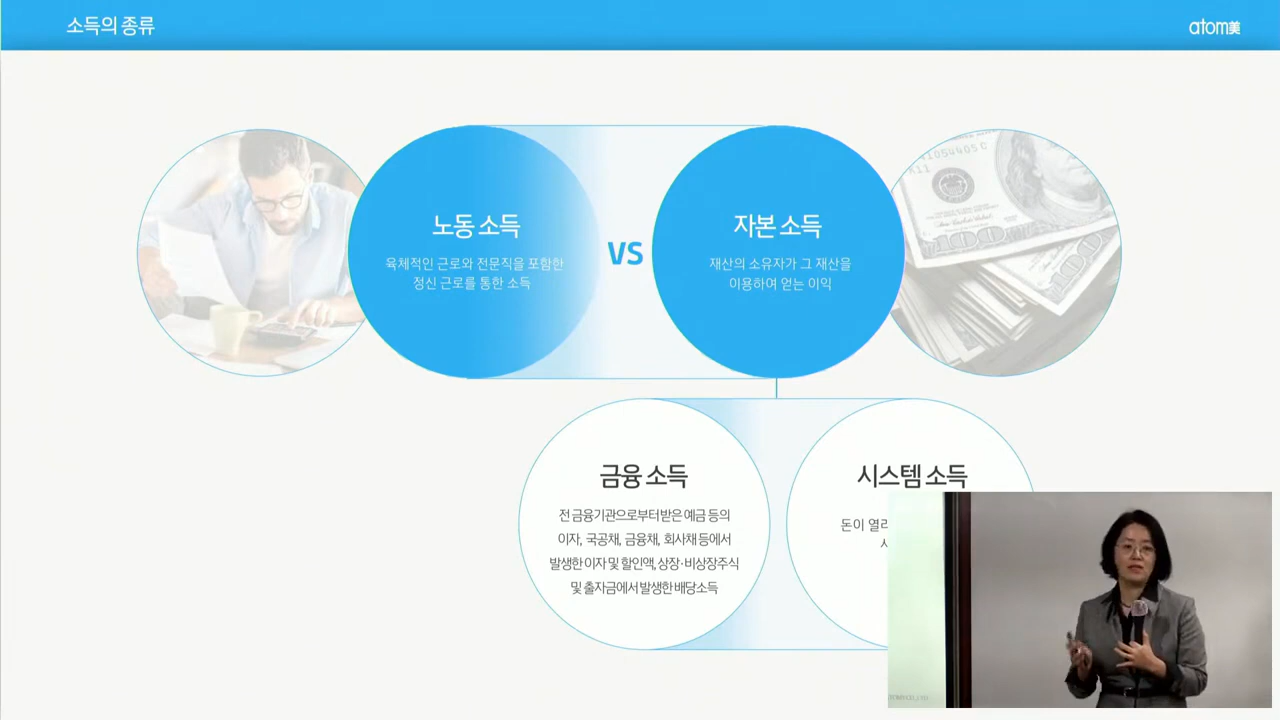 소득의 종류
atom美
노동 소득
육체적인 근로와 전문직을 포함한
정신 근로를 통한 소득
VS
자본 소득
재산의 소유자가 그 재산을
이용하여 얻는 이익
금융 소득
전 금융기관으로부터 받은 예금 등의
이자, 국공채, 금융채, 회사채 등에서
발생한 이자 및 할인액, 상장·비상장주식
및 출자금에서 발생한 배당소득
시스템 소득
돈이